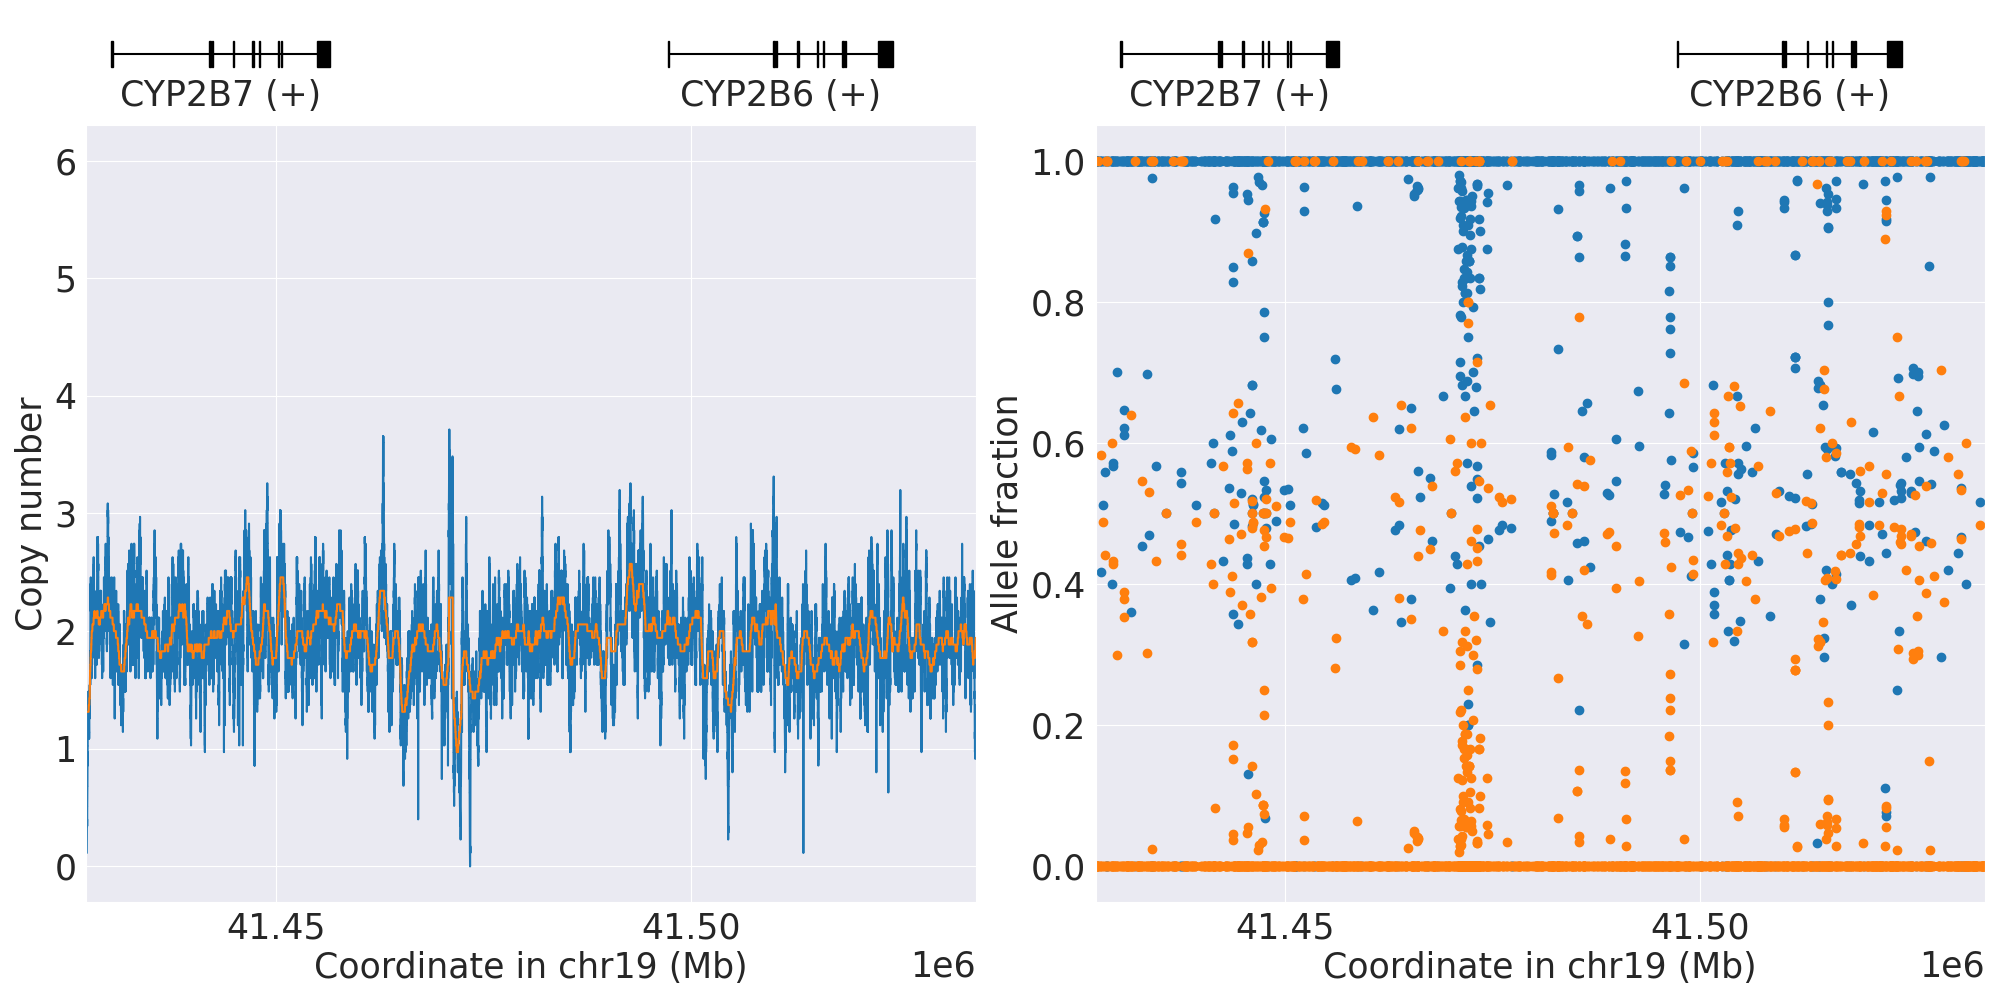 CYP2B7 (+)
CYP2B6 (+)
CYP2B7 (+)
CYP2B6 (+)
Copy number
6
5
4
3
2
1
0
41.45
41.50
Coordinate in chr19 (Mb)
1e6
Allele fraction
1.0
0.8
0.6
0.4
0.2
0.0
41.45
41.50
Coordinate in chr19 (Mb)
1e6